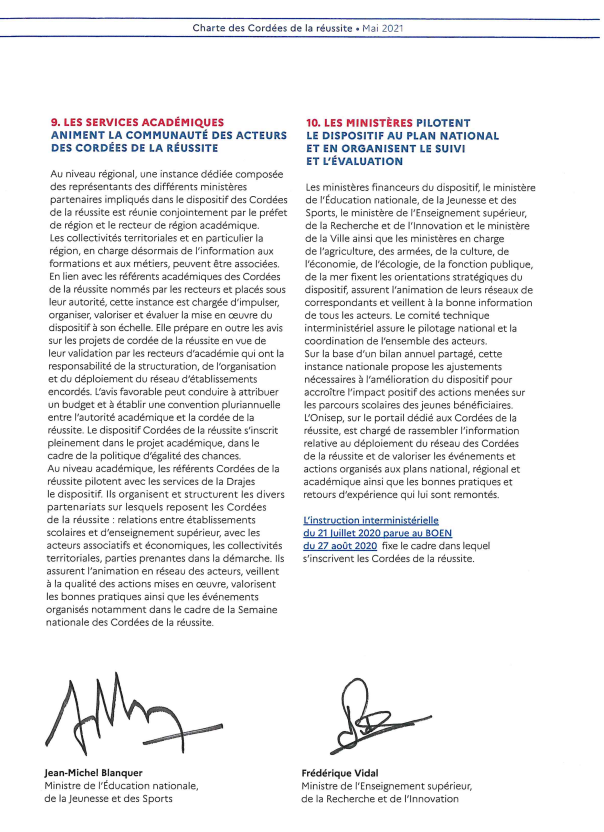 Charte des Cordées de la réussite • Mai 2021
9. LES SERVICES ACADÉMIQUES
ANIMENT LA COMMUNAUTÉ DES ACTEURS
DES CORDÉES DE LA RÉUSSITE
Au niveau régional, une instance dédiée composée
des représentants des différents ministères
partenaires impliqués dans le dispositif des Cordées
de la réussite est réunie conjointement par le préfet
de région et le recteur de région académique.
Les collectivités territoriales et en particulier la
région, en charge désormais de l'information aux
formations et aux métiers, peuvent être associées.
En lien avec les référents académiques des Cordées
de la réussite nommés par les recteurs et placés sous
leur autorité, cette instance est chargée d'impulser,
organiser, valoriser et évaluer la mise en œuvre du
dispositif à son échelle. Elle prépare en outre les avis
sur les projets de cordée de la réussite en vue de
leur validation par les recteurs d'académie qui ont la
responsabilité de la structuration, de l'organisation
et du déploiement du réseau d'établissements
encordés. L'avis favorable peut conduire à attribuer
un budget et à établir une convention pluriannuelle
entre l'autorité académique et la cordée de la
réussite. Le dispositif Cordées de la réussite s'inscrit
pleinement dans le projet académique, dans le
cadre de la politique d'égalité des chances.
Au niveau académique, les référents Cordées de la
réussite pilotent avec les services de la Drajes
le dispositif. Ils organisent et structurent les divers
partenariats sur lesquels reposent les Cordées
de la réussite : relations entre établissements
scolaires et d'enseignement supérieur, avec les
acteurs associatifs et économiques, les collectivités
territoriales, parties prenantes dans la démarche. Ils
assurent l'animation en réseau des acteurs, veillent
à la qualité des actions mises en œuvre, valorisent
les bonnes pratiques ainsi que les événements
organisés notamment dans le cadre de la Semaine
nationale des Cordées de la réussite.
10. LES MINISTÈRES PILOTENT
LE DISPOSITIF AU PLAN NATIONAL
ET EN ORGANISENT LE SUIVI
ET L'ÉVALUATION
Les ministères financeurs du dispositif, le ministère
de l'Éducation nationale, de la Jeunesse et des
Sports, le ministère de l'Enseignement supérieur,
de la Recherche et de l'Innovation et le ministère
de la Ville ainsi que les ministères en charge
de l'agriculture, des armées, de la culture, de
l'économie, de l'écologie, de la fonction publique,
de la mer fixent les orientations stratégiques du
dispositif, assurent l'animation de leurs réseaux de
correspondants et veillent à la bonne information
de tous les acteurs. Le comité technique
interministériel assure le pilotage national et la
coordination de l'ensemble des acteurs.
Sur la base d'un bilan annuel partagé, cette
instance nationale propose les ajustements
nécessaires à l'amélioration du dispositif pour
accroître l'impact positif des actions menées sur
les parcours scolaires des jeunes bénéficiaires.
L'Onisep, sur le portail dédié aux Cordées de la
réussite, est chargé de rassembler l'information
relative au déploiement du réseau des Cordées
de la réussite et de valoriser les événements et
actions organisés aux plans national, régional et
académique ainsi que les bonnes pratiques et
retours d'expérience qui lui sont remontés.
L'instruction interministérielle
du 21 Juillet 2020 parue au BOEN
du 27 août 2020 fixe le cadre dans lequel
s'inscrivent les Cordées de la réussite.
Jean-Michel Blanquer
Ministre de l'Éducation nationale,
de la Jeunesse et des Sports
Frédérique Vidal
Ministre de l'Enseignement supérieur,
de la Recherche et de l'Innovation